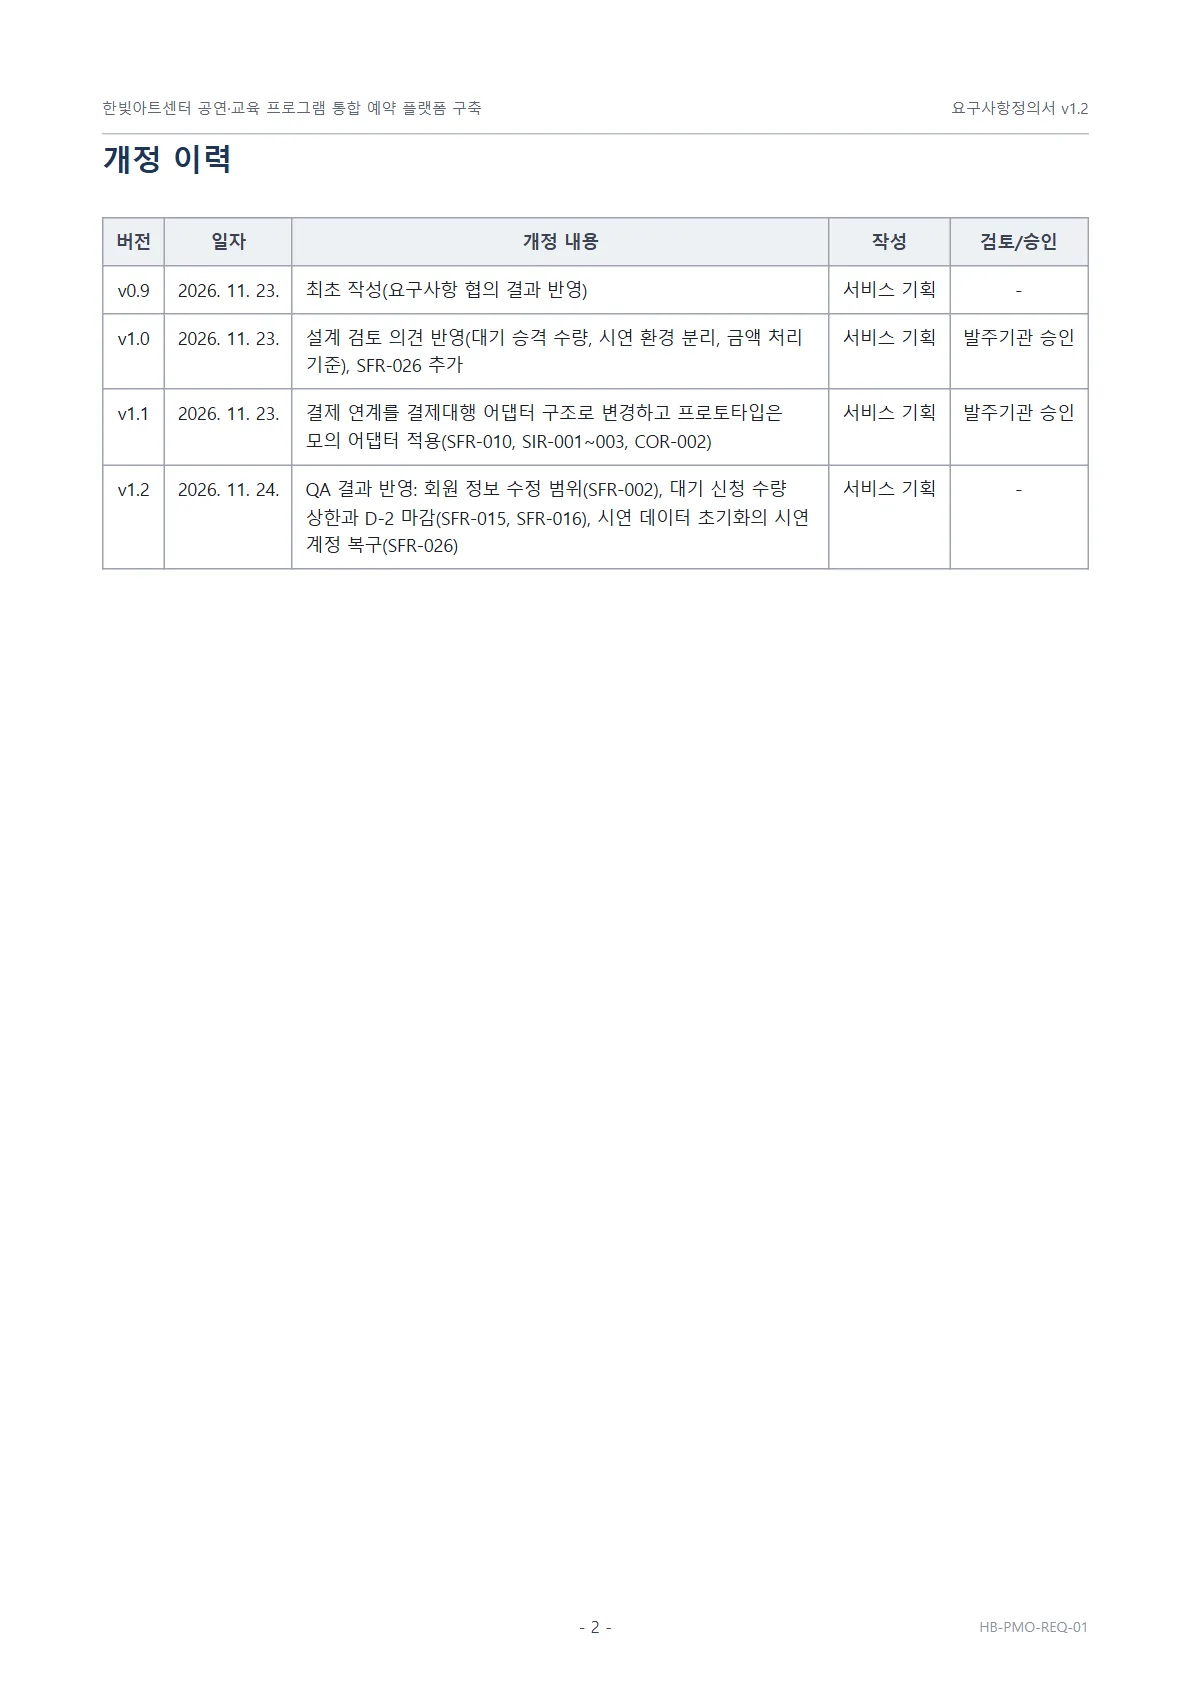 한빛아트센터 공연·교육 프로그램 통합 예약 플랫폼 구축
요구사항정의서 v1.2
개정 이력
버전 일자 개정 내용 작성 검토/승인
v0.9 2026. 11. 23. 최초 작성(요구사항 협의 결과 반영) 서비스 기획 -
v1.0 2026. 11. 23. 설계 검토 의견 반영(대기 승격 수량, 시연 환경 분리, 금액 처리 서비스 기획 발주기관 승인
기준), SFR-026 추가
v1.1 2026. 11. 23. 결제 연계를 결제대행 어댑터 구조로 변경하고 프로토타입은 서비스 기획 발주기관 승인
모의 어댑터 적용(SFR-010, SIR-001~003, COR-002)
v1.2 2026. 11. 24. QA 결과 반영: 회원 정보 수정 범위(SFR-002), 대기 신청 수량 서비스 기획 -
상한과 D-2 마감(SFR-015, SFR-016), 시연 데이터 초기화의 시연
계정 복구(SFR-026)
- 2 -
HB-PMO-REQ-01